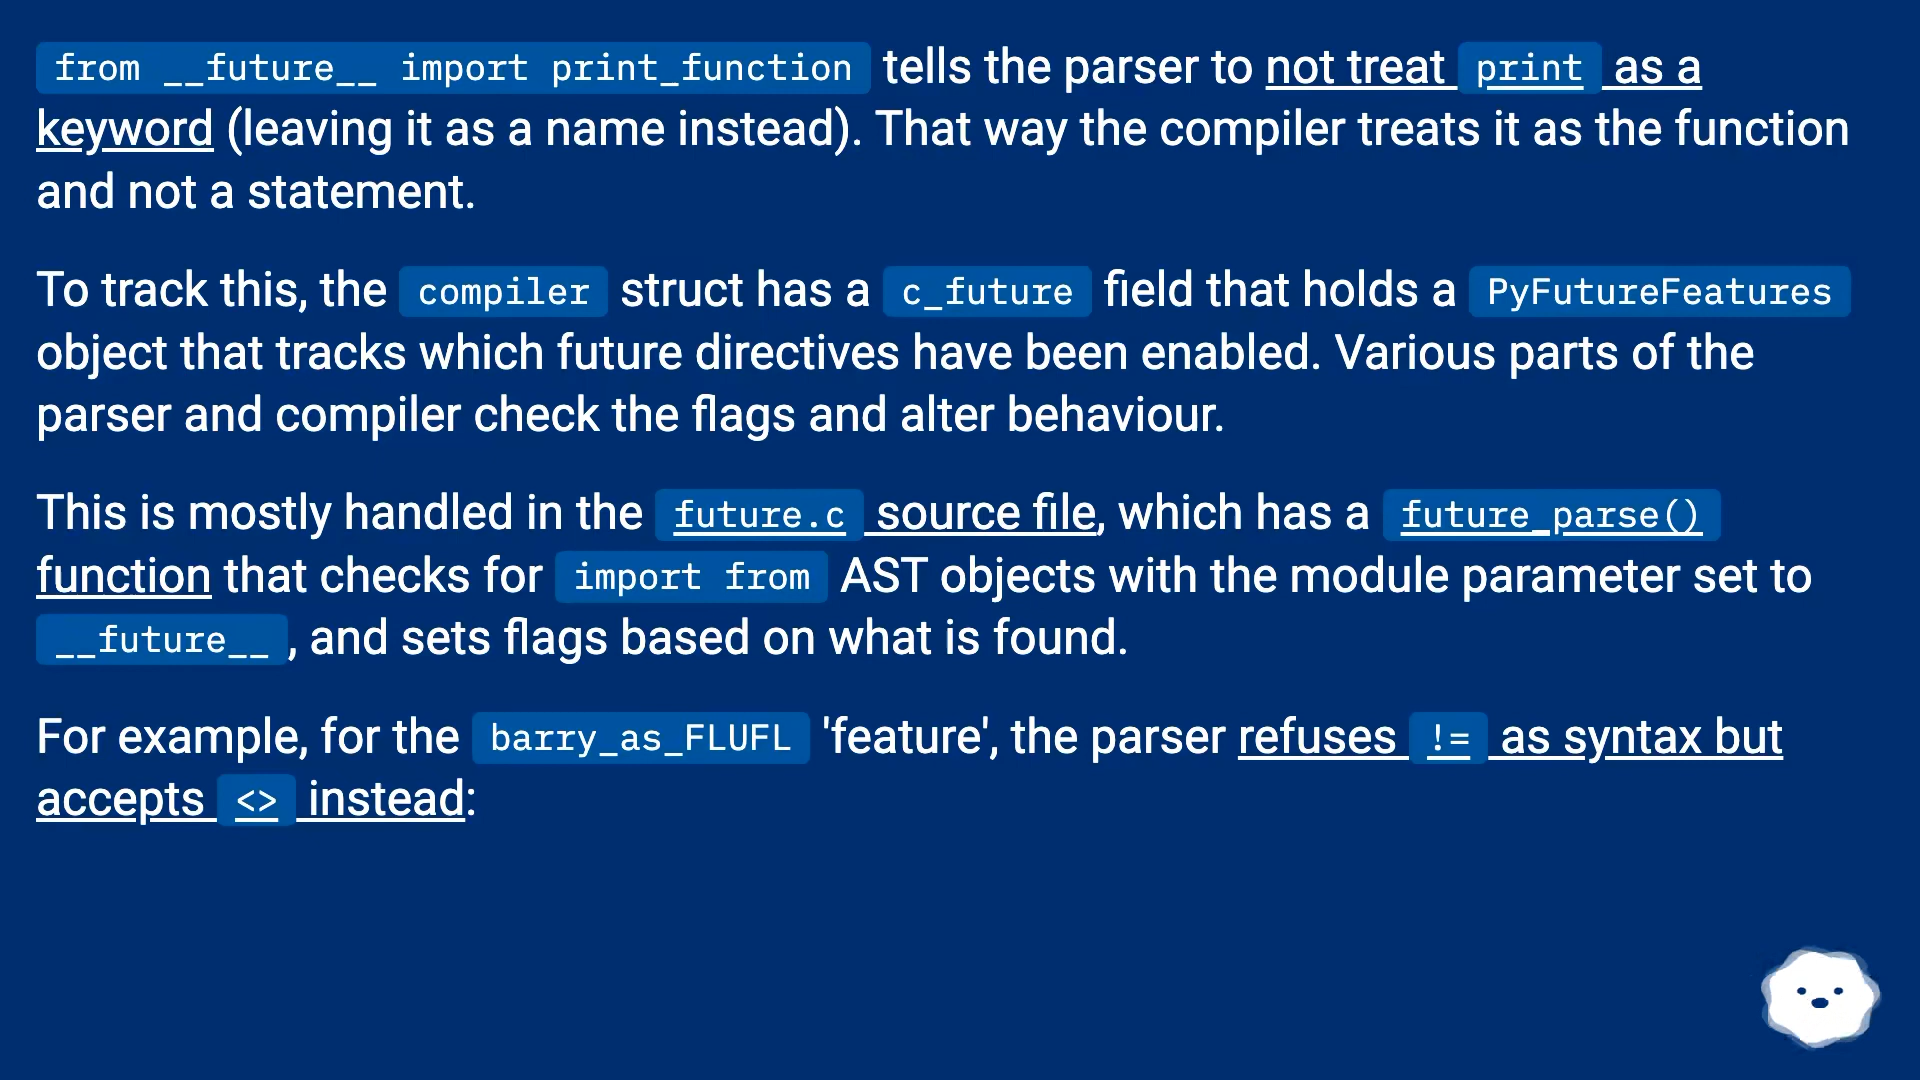 from __future__ import print_function tells the parser to not treat print as a
keyword (leaving it as a name instead). That way the compiler treats it as the function
and not a statement.
To track this, the compiler struct has a c_future field that holds a PyFutureFeatures
object that tracks which future directives have been enabled. Various parts of the
parser and compiler check the flags and alter behaviour.
This is mostly handled in the future.c source file, which has a future_parse()
function that checks for import from AST objects with the module parameter set to
__future__, and sets flags based on what is found.
For example, for the barry_as_FLUFL 'feature', the parser refuses != as syntax but
accepts <> instead: